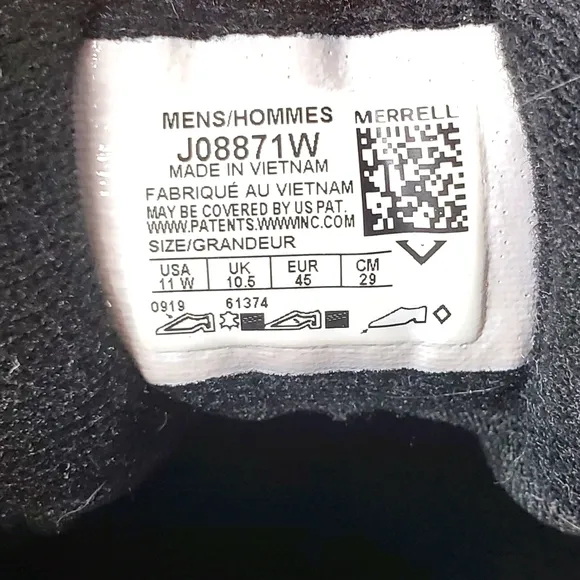 MENS/HOMMES
MERRELL
J08871W
MADE IN VIETNAM
FABRIQUÉ AU VIETNAM
MAY BE COVERED BY US PAT.
WWW.PATENTS.WWWINC.COM
SIZE/GRANDEUR
USA UK EUR CM
11 W 10.5 45 29
0919 61374